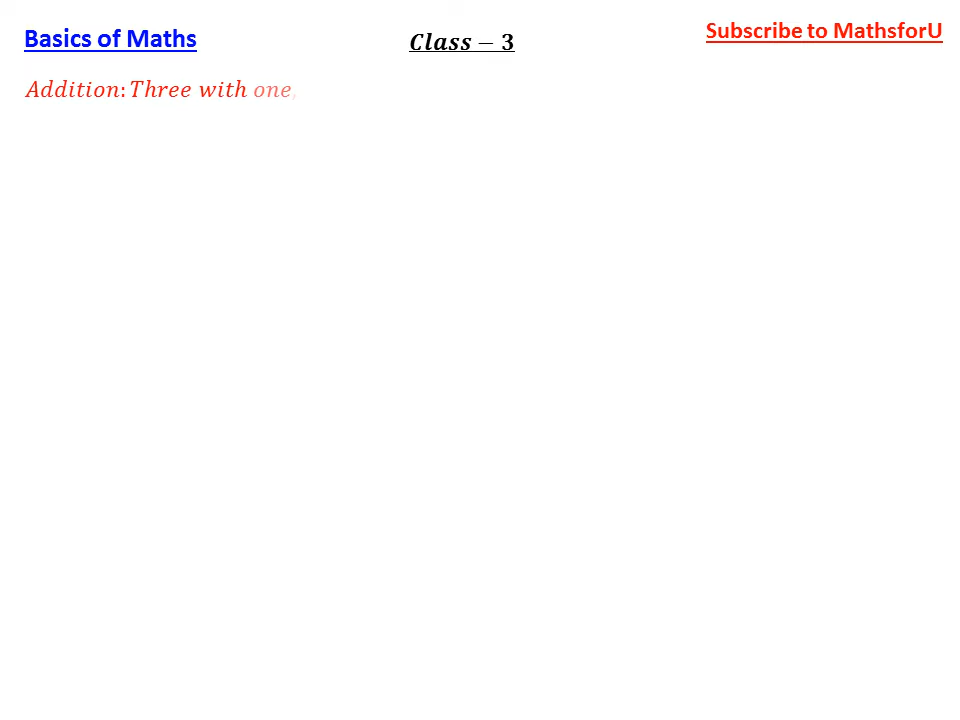 Basics of Maths
Class – 3
Subscribe to MathsforU
Addition: Three with one,